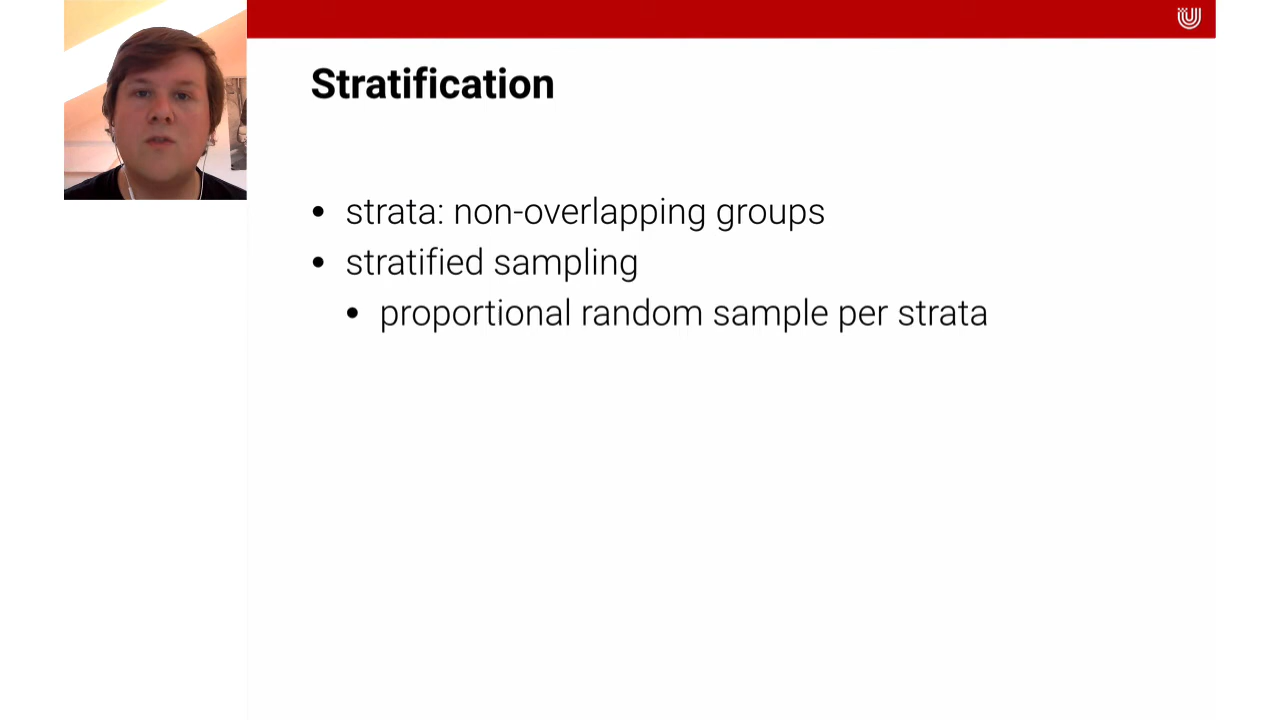 Stratification
• strata: non-overlapping groups
• stratified sampling
• proportional random sample per strata